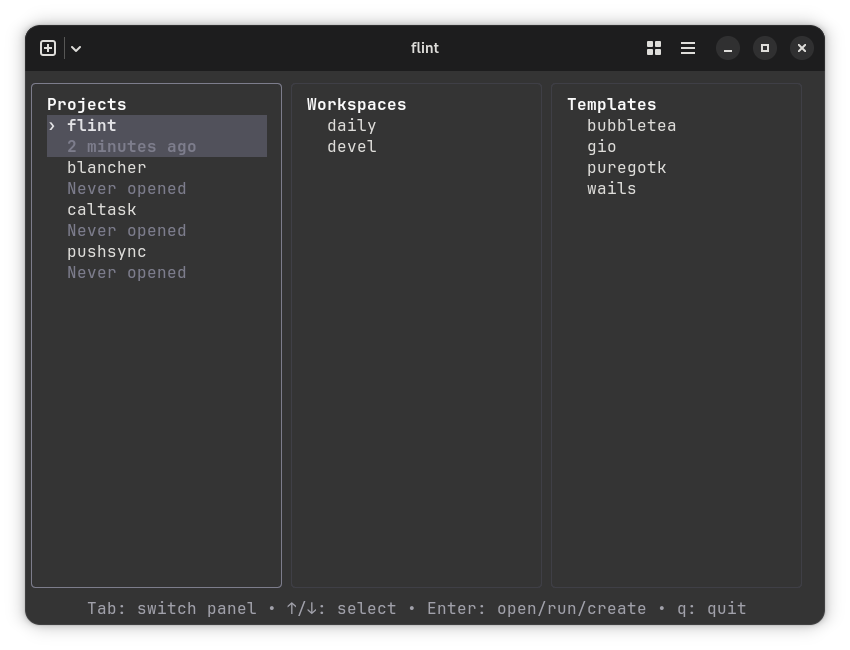 flint
Projects
› flint
2 minutes ago
blancher
Never opened
caltask
Never opened
pushsync
Never opened
Workspaces
daily
devel
Templates
bubbletea
gio
puregotk
wails
Tab: switch panel • ↑/↓: select • Enter: open/run/create • q: quit